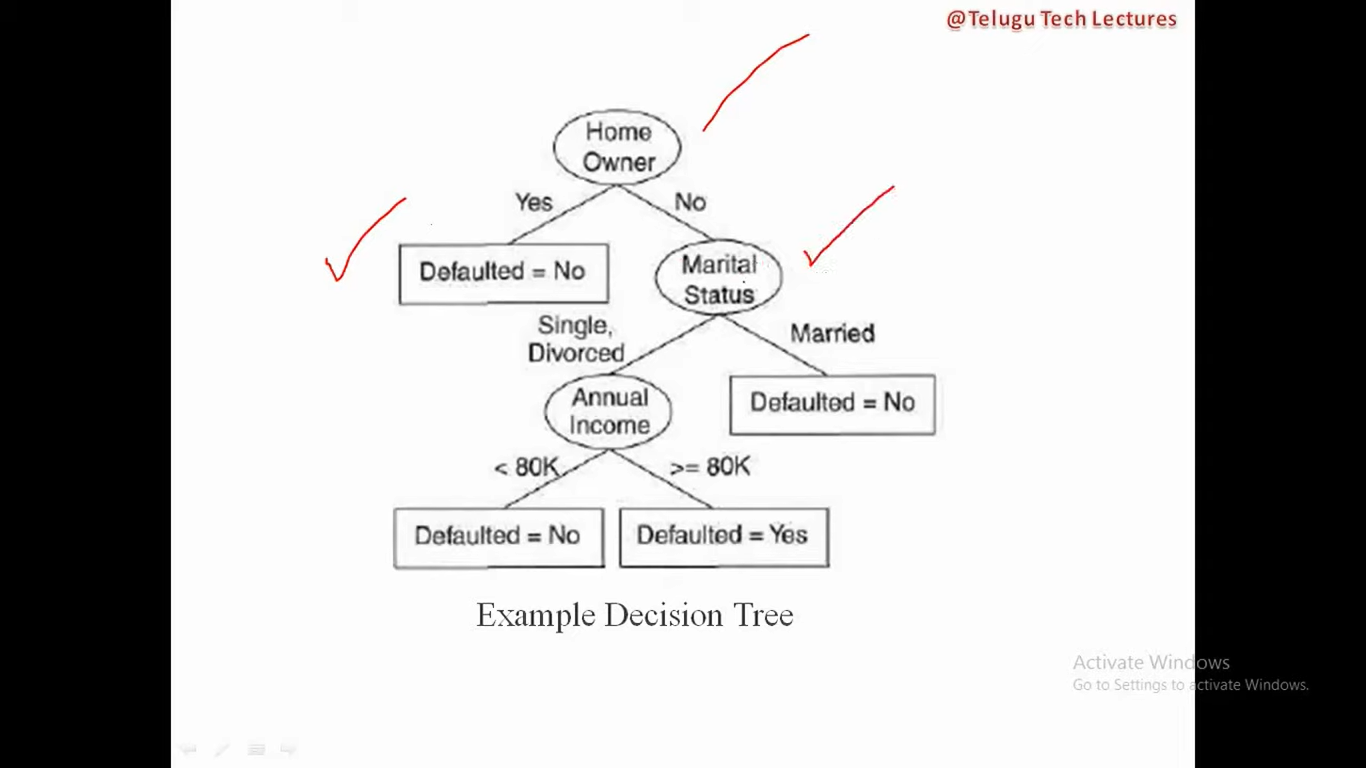 @Telugu Tech Lectures
Home
Owner
Yes
No
Defaulted = No
Marital
Status
Single,
Divorced
Married
Annual
Income
Defaulted = No
< 80K
>= 80K
Defaulted = No
Defaulted = Yes
Example Decision Tree
Activate Windows
Go to Settings to activate Windows.